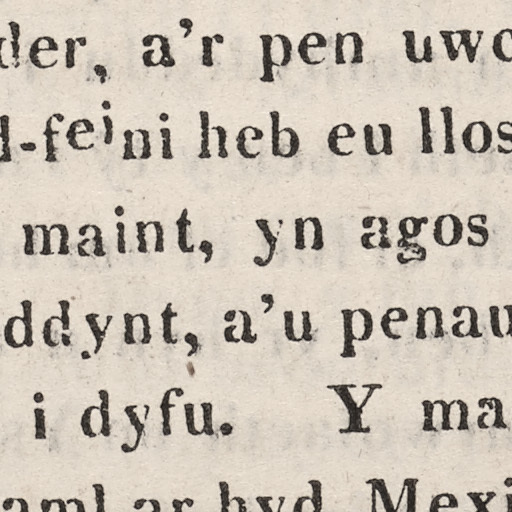 der, a'r pen uwc
d-feini heb eu llos
maint, yn agos
ddynt, a'u penau
i dyfu. Y ma
aml ar hyd Mexi